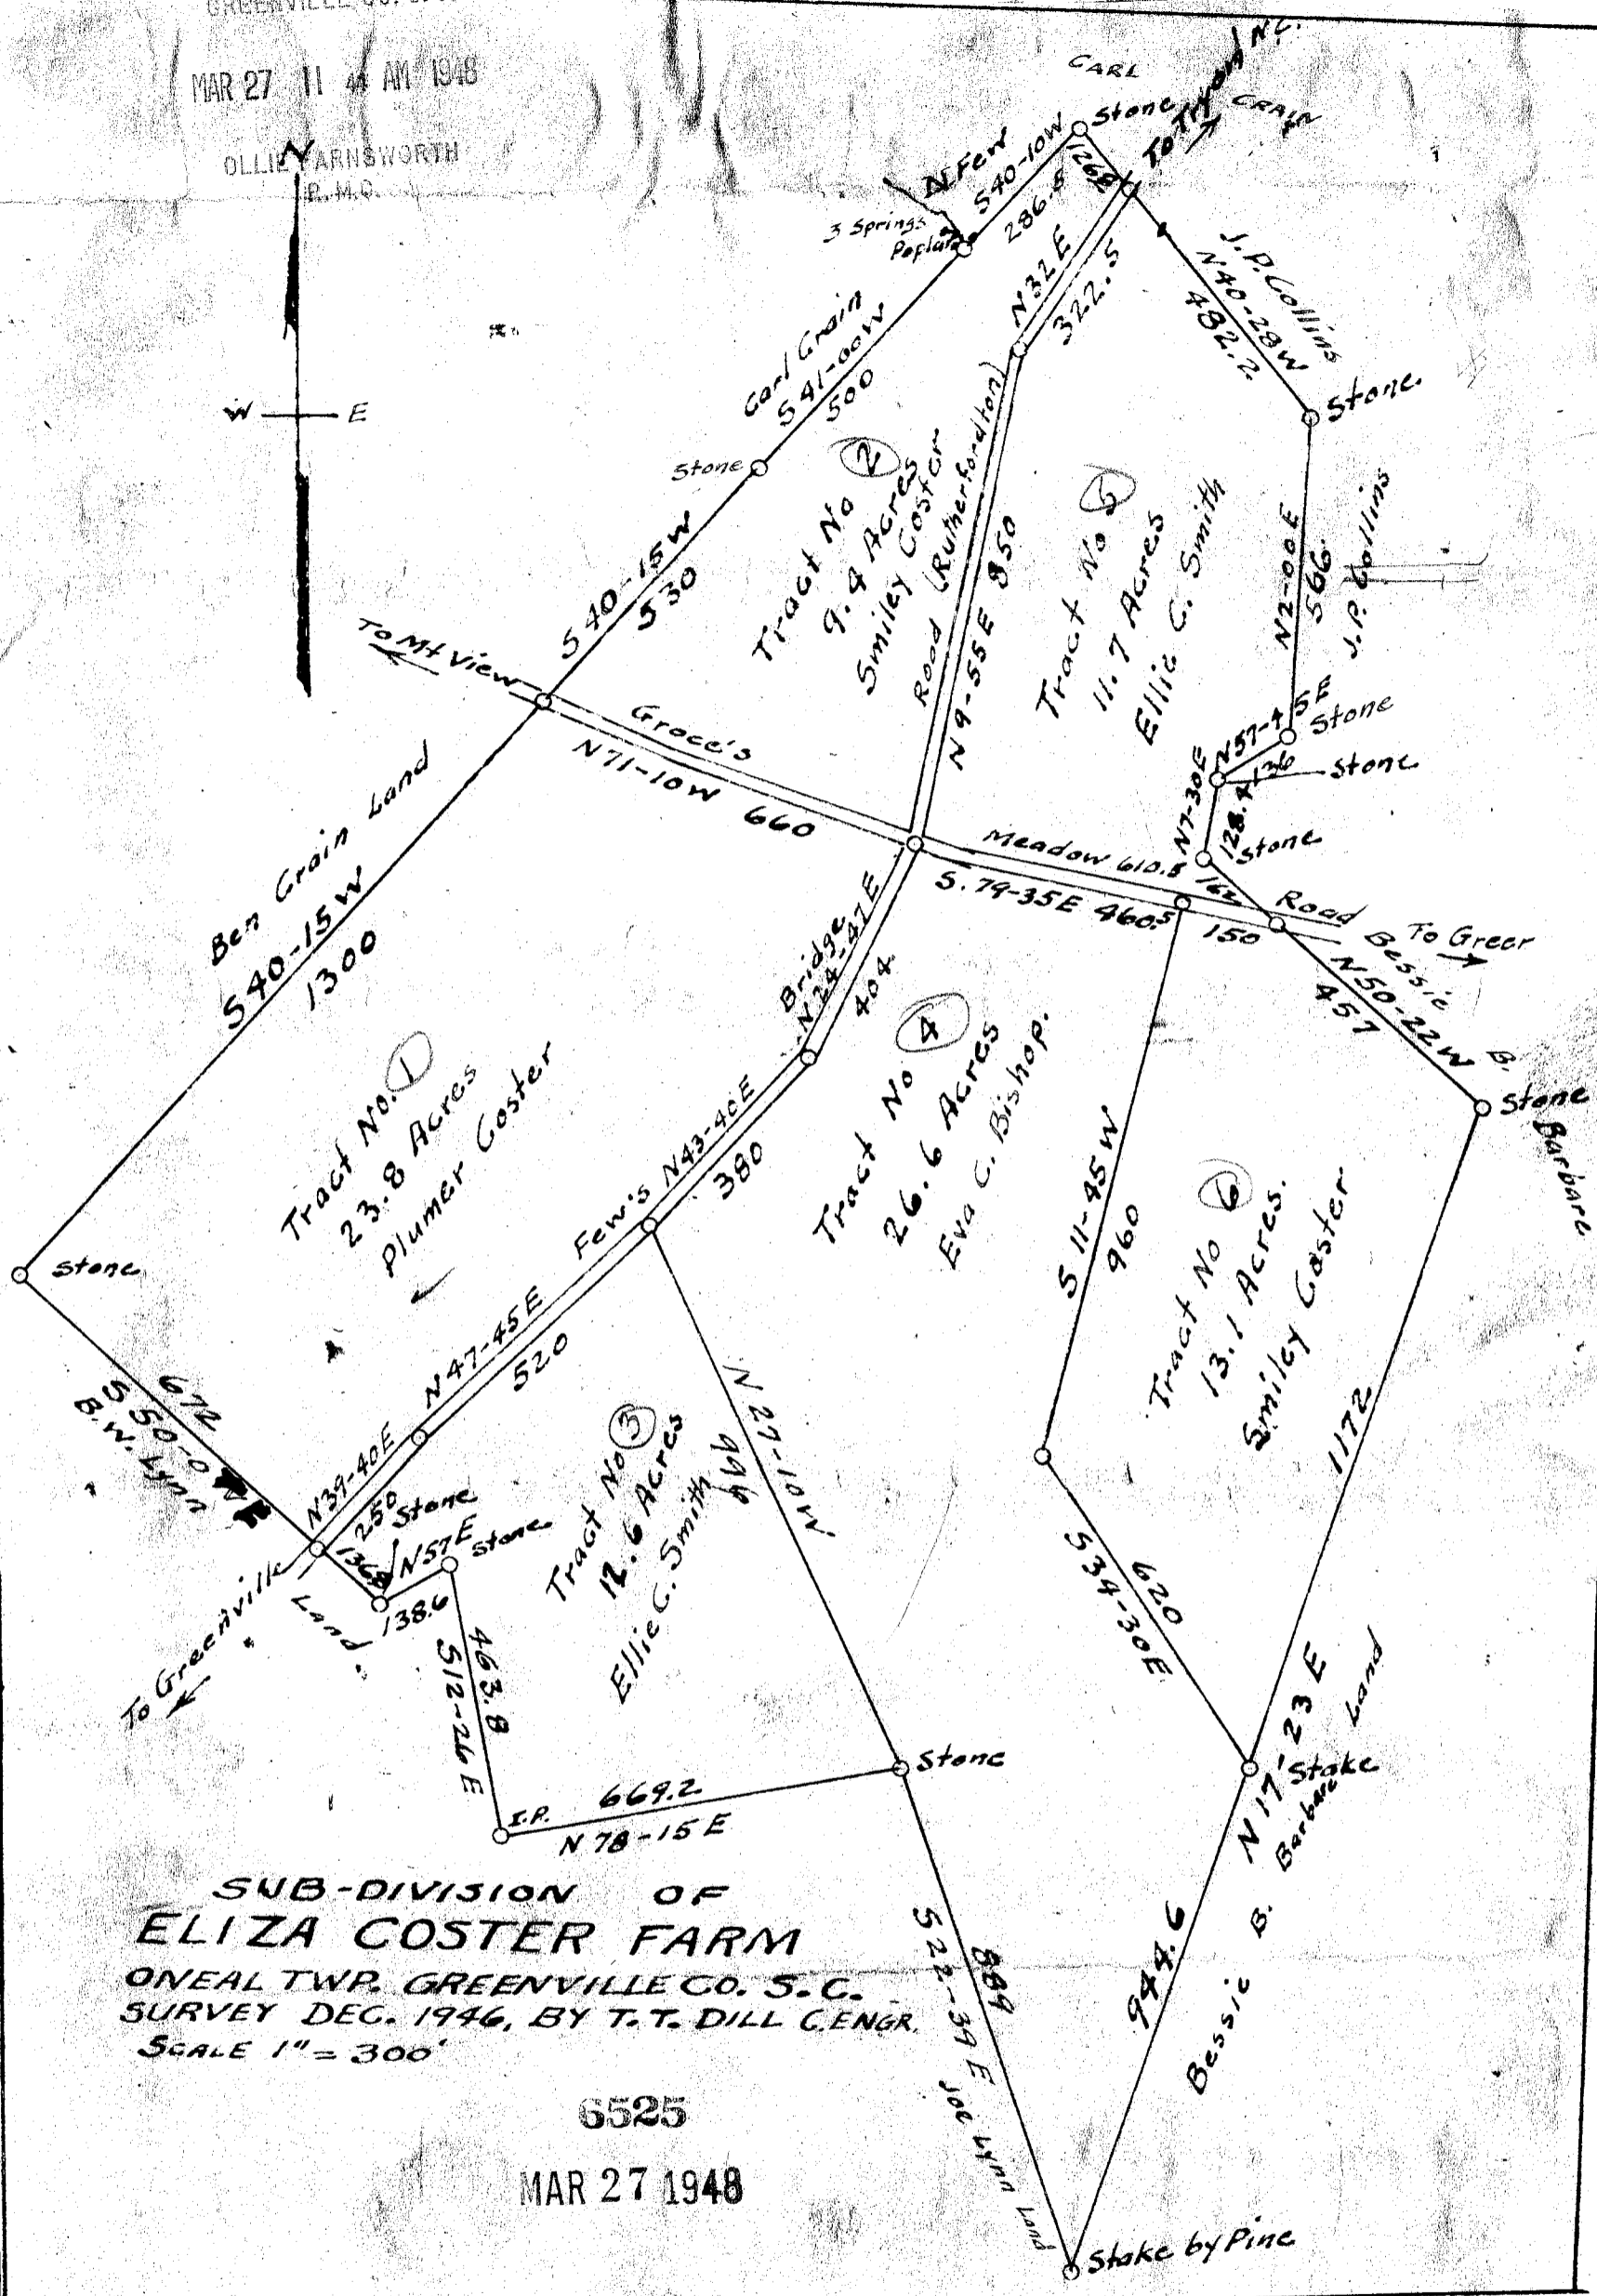 MAR 27 11 AM 1948
OLLIE FARNSWORTH
R.M.C.
N
W E
CARL
CRAIN
To Tryon N.C.
Stone
N. Few
S40-10W
286.8
126.8
3 Springs
Poplar
N32E
322.5
J.P. Collins
N40-28W
482.2
Stone.
Carl Crain
S41-00W
500
Stone
Tract No 2
9.9 Acres
Smiley Coster
Road (Rutherfordton)
N9-55E 850
Tract No 5
11.7 Acres
Ellie C. Smith
N2-00E
566
J.P. Collins
S40-15W
530
To Mt View
Groce's
N71-10W 660
N57-45E
136
Stone
Stone
N7-30E
128.4
Stone
Meadow 610.5
162
Road
S. 79-35E 460.5
150
To Greer
Bessie B.
Barbare
N50-22W
457
Stone
Ben Crain Land
S40-15W
1300
Bridge
N24-47E
404
Tract No. 1
23.8 Acres
Plumer Coster
Tract No 4
26.6 Acres
Eva C. Bishop.
S11-45W
960
Tract No 6
13.1 Acres.
Smiley Coster
Stone
Few's N43-40E
380
N47-45E
520
672
S50-0
B.W. Lynn
Land
N39-40E
250
Stone
136.8
N57E
Stone
138.6
To Greenville
Tract No 3
12.6 Acres
Ellie C. Smith
N27-10W
996
463.8
S12-26E
620
S34-30E
1172
N17-23E
Stone
Stake
I.P. 669.2
N78-15E
Bessie B. Barbare Land
944.6
889
S22-39E
Joe Lynn Land
Stake by Pine
SUB-DIVISION OF
ELIZA COSTER FARM
ONEAL TWP. GREENVILLE CO. S.C.
SURVEY DEC. 1946, BY T.T. DILL C.ENGR.
SCALE 1"=300'
6525
MAR 27 1948